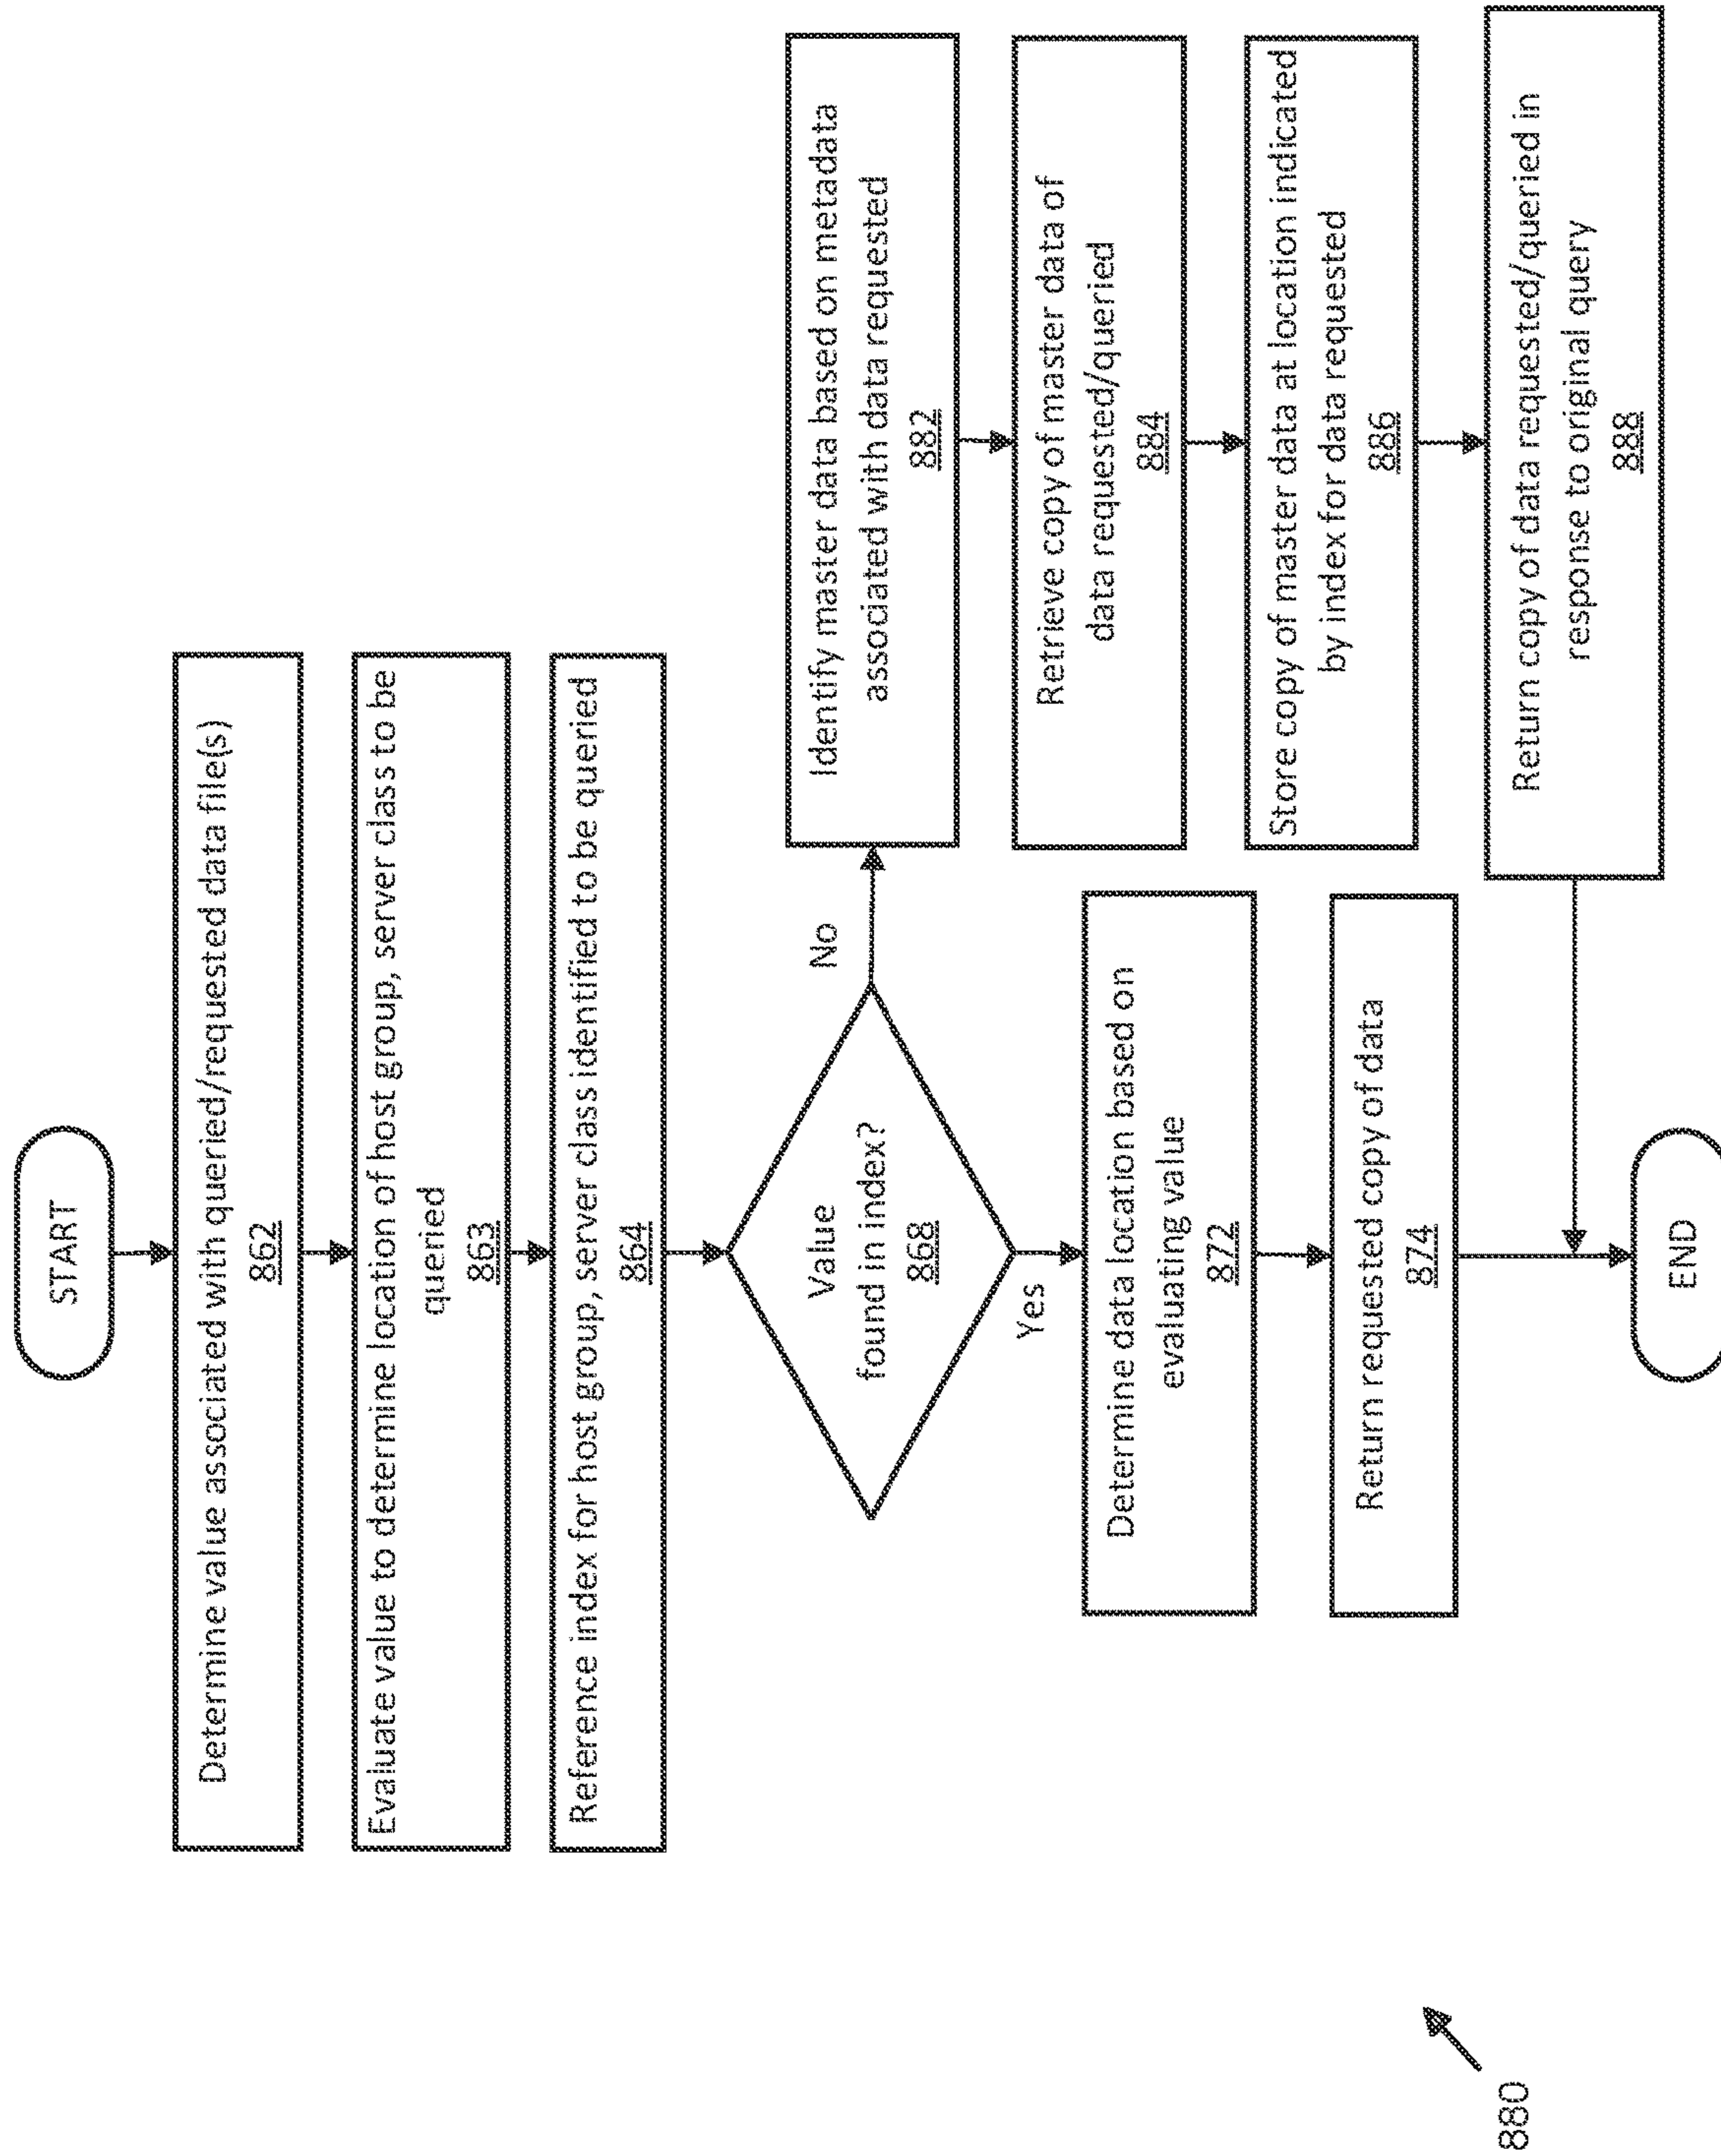 START
Determine value associated with queried/requested data file(s)
862
Evaluate value to determine location of host group, server class to be
queried
863
Reference index for host group, server class identified to be queried
864
Value
found in index?
868
No
Yes
Identify master data based on metadata
associated with data requested
882
Retrieve copy of master data of
data requested/queried
884
Store copy of master data at location indicated
by index for data requested
886
Return copy of data requested/queried in
response to original query
888
Determine data location based on
evaluating value
872
Return requested copy of data
874
END
880